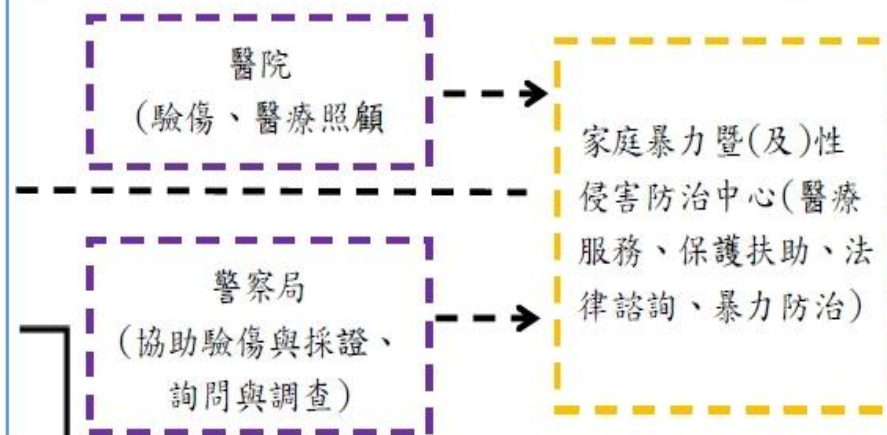 醫院
(驗傷、醫療照顧
家庭暴力暨(及)性
侵害防治中心(醫療
服務、保護扶助、法
律諮詢、暴力防治)
警察局
(協助驗傷與採證、
詢問與調查)